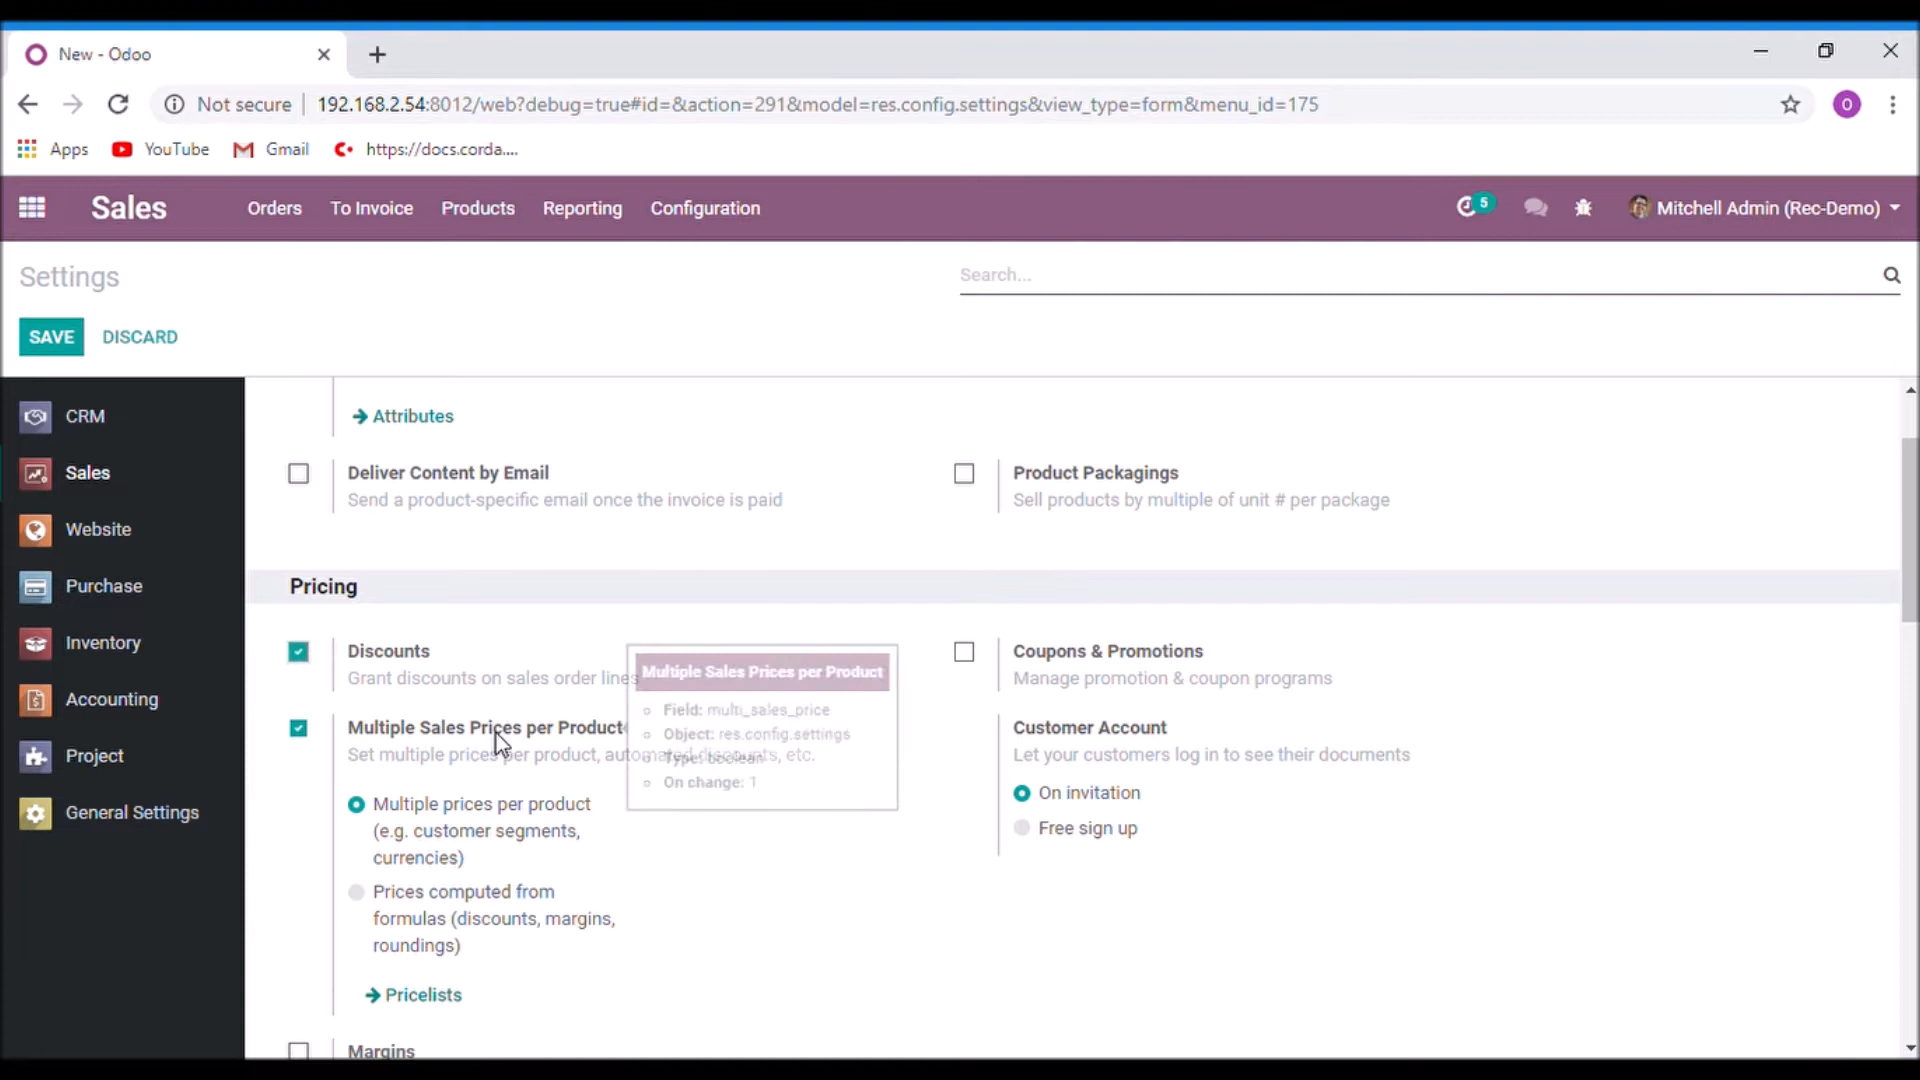 New - Odoo
Not secure
192.168.2.54:8012/web?debug=true#id=&action=291&model=res.config.settings&view_type=form&menu_id=175
O
Apps
YouTube
Gmail
https://docs.corda....
Sales
Orders
To Invoice
Products
Reporting
Configuration
5
Mitchell Admin (Rec-Demo)
Settings
Search...
SAVE
DISCARD
CRM
Sales
Website
Purchase
Inventory
Accounting
Project
General Settings
Attributes
Deliver Content by Email
Send a product-specific email once the invoice is paid
Product Packagings
Sell products by multiple of unit # per package
Pricing
Discounts
Grant discounts on sales order lines
Coupons & Promotions
Manage promotion & coupon programs
Multiple Sales Prices per Product
Set multiple prices per product, automated discounts, etc.
Multiple Sales Prices per Product
Field: multi_sales_price
Object: res.config.settings
Type: boolean
On change: 1
Customer Account
Let your customers log in to see their documents
On invitation
Free sign up
Multiple prices per product
(e.g. customer segments,
currencies)
Prices computed from
formulas (discounts, margins,
roundings)
Pricelists
Margins